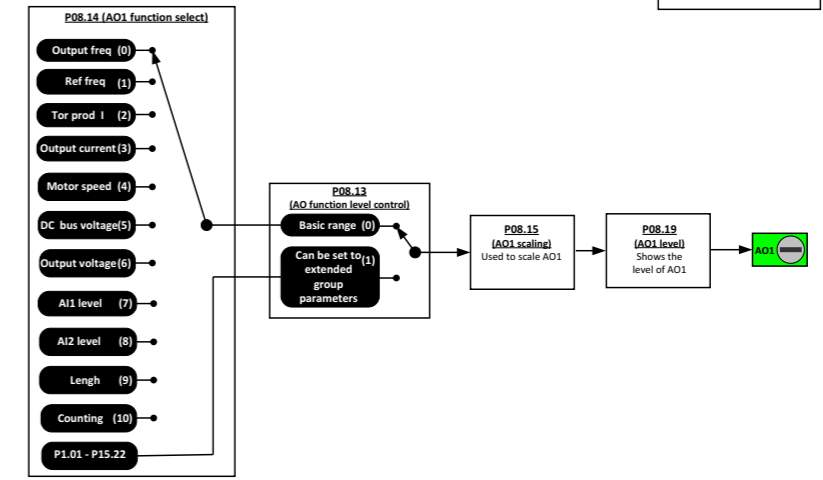 P08.14 (AO1 function select)
Output freq (0)
Ref freq (1)
Tor prod I (2)
Output current(3)
Motor speed (4)
DC bus voltage(5)
Output voltage(6)
AI1 level (7)
AI2 level (8)
Lengh (9)
Counting (10)
P1.01 - P15.22
P08.13
(AO function level control)
Basic range (0)
Can be set to (1)
extended
group
parameters
P08.15
(AO1 scaling)
Used to scale AO1
P08.19
(AO1 level)
Shows the
level of AO1
AO1